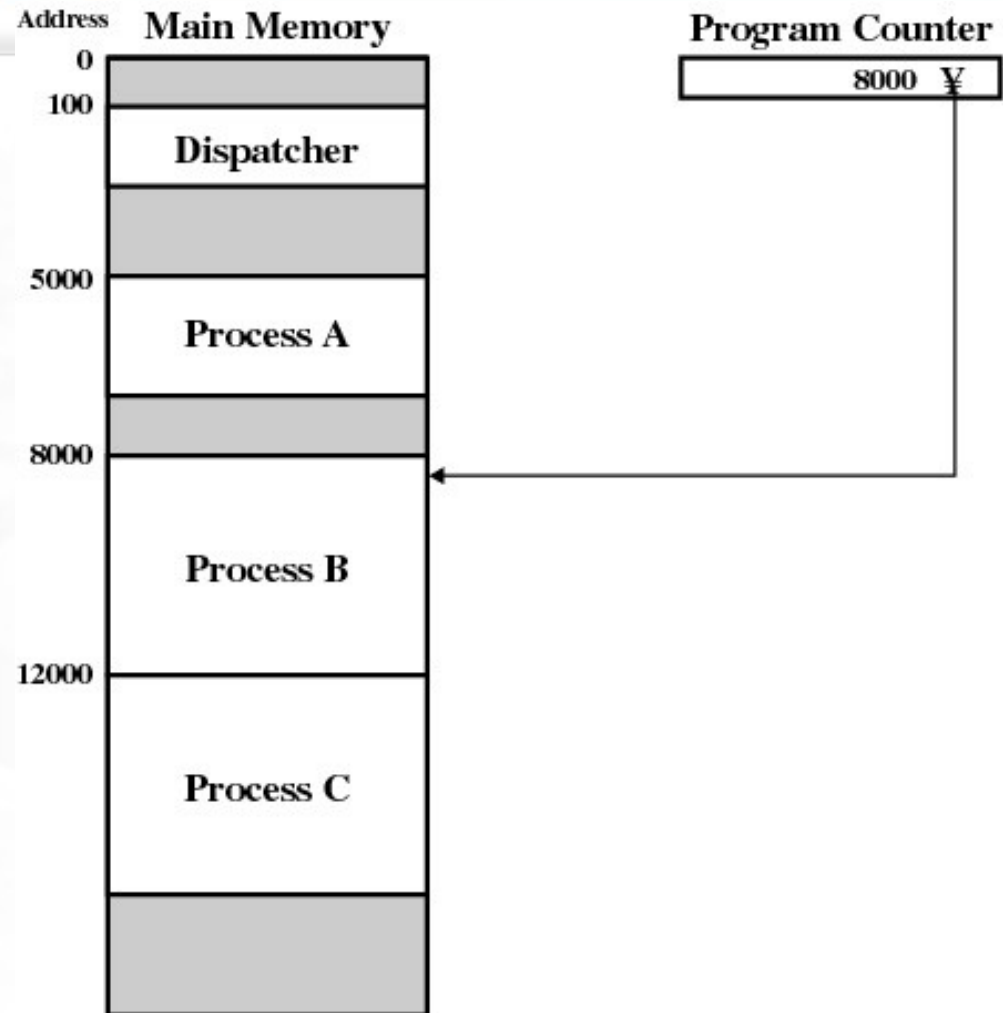 Address
Main Memory
Program Counter
0
8000 ¥
100
Dispatcher
5000
Process A
8000
Process B
12000
Process C